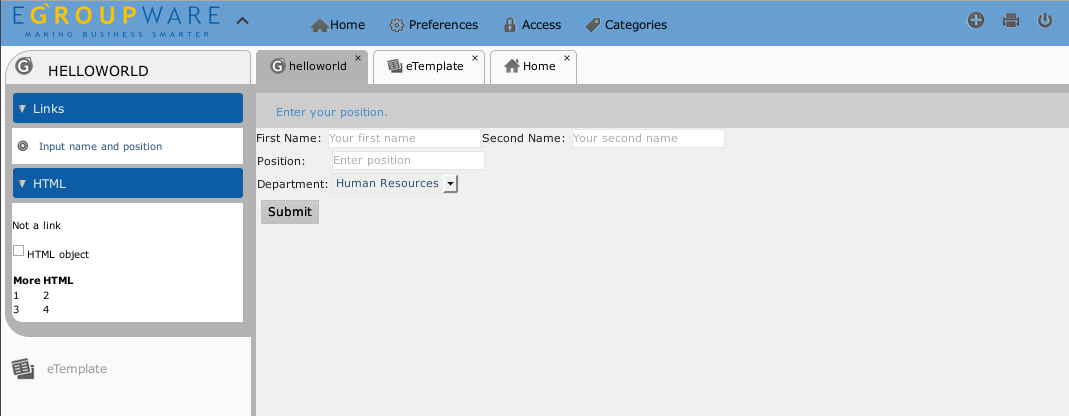 EGROUPWARE
MAKING BUSINESS SMARTER
Home Preferences Access Categories
HELLOWORLD
helloworld × eTemplate × Home ×
Links
Input name and position
HTML
Not a link
HTML object
More HTML
1 2
3 4
eTemplate
Enter your position.
First Name: Your first name Second Name: Your second name
Position: Enter position
Department: Human Resources
Submit